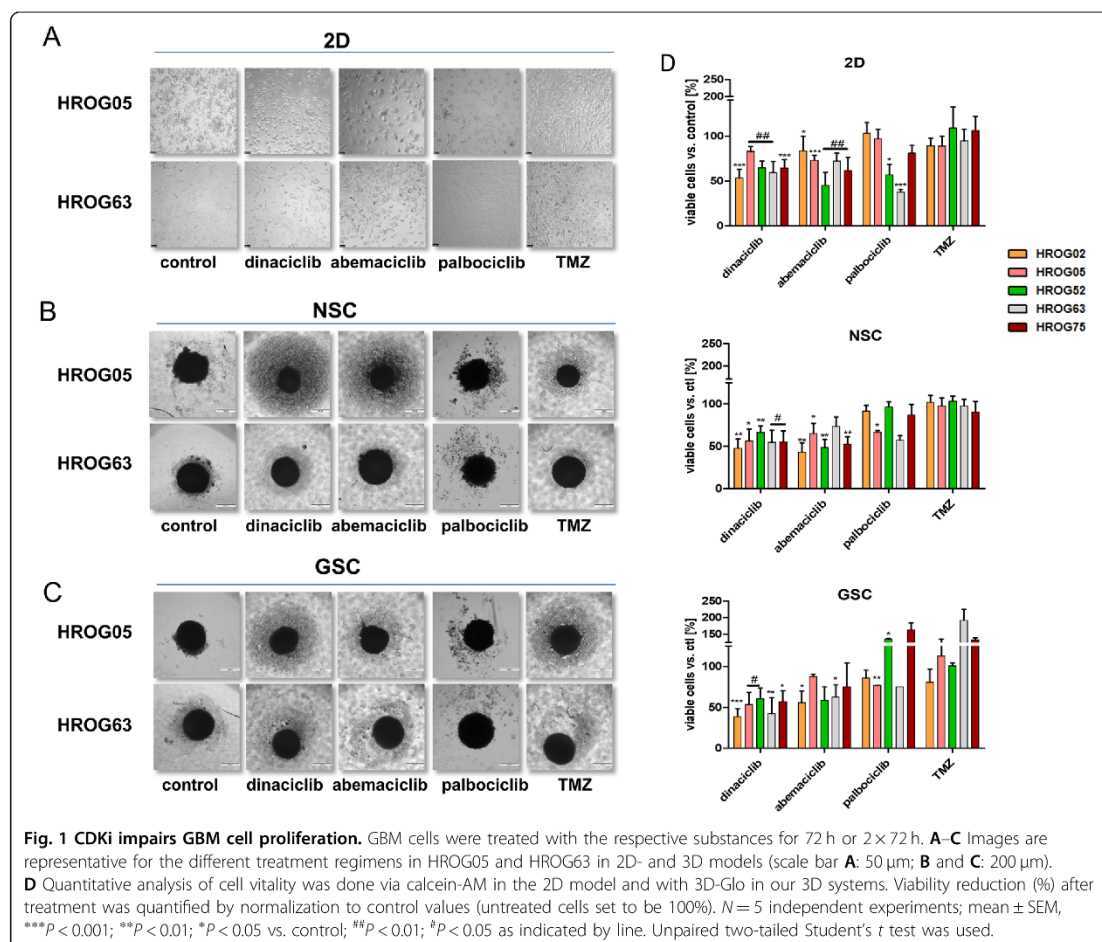 A
2D
HROG05
HROG63
control dinaciclib abemaciclib palbociclib TMZ
B
NSC
HROG05
HROG63
control dinaciclib abemaciclib palbociclib TMZ
C
GSC
HROG05
HROG63
control dinaciclib abemaciclib palbociclib TMZ
D
2D
viable cells vs. control [%]
250
200
100
50
0
*** ## *** * *** ## * ***
dinaciclib abemaciclib palbociclib TMZ
HROG02
HROG05
HROG52
HROG63
HROG75
NSC
viable cells vs. ctl [%]
250
200
100
50
0
** * ** # ** * ** ** *
dinaciclib abemaciclib palbociclib TMZ
GSC
viable cells vs. ctl [%]
250
200
150
100
50
0
*** # ** * * * ** *
dinaciclib abemaciclib palbociclib TMZ
Fig. 1 CDKi impairs GBM cell proliferation. GBM cells were treated with the respective substances for 72 h or 2 × 72 h. A–C Images are
representative for the different treatment regimens in HROG05 and HROG63 in 2D- and 3D models (scale bar A: 50 µm; B and C: 200 µm).
D Quantitative analysis of cell vitality was done via calcein-AM in the 2D model and with 3D-Glo in our 3D systems. Viability reduction (%) after
treatment was quantified by normalization to control values (untreated cells set to be 100%). N = 5 independent experiments; mean ± SEM,
***P < 0.001; **P < 0.01; *P < 0.05 vs. control; ##P < 0.01; #P < 0.05 as indicated by line. Unpaired two-tailed Student's t test was used.